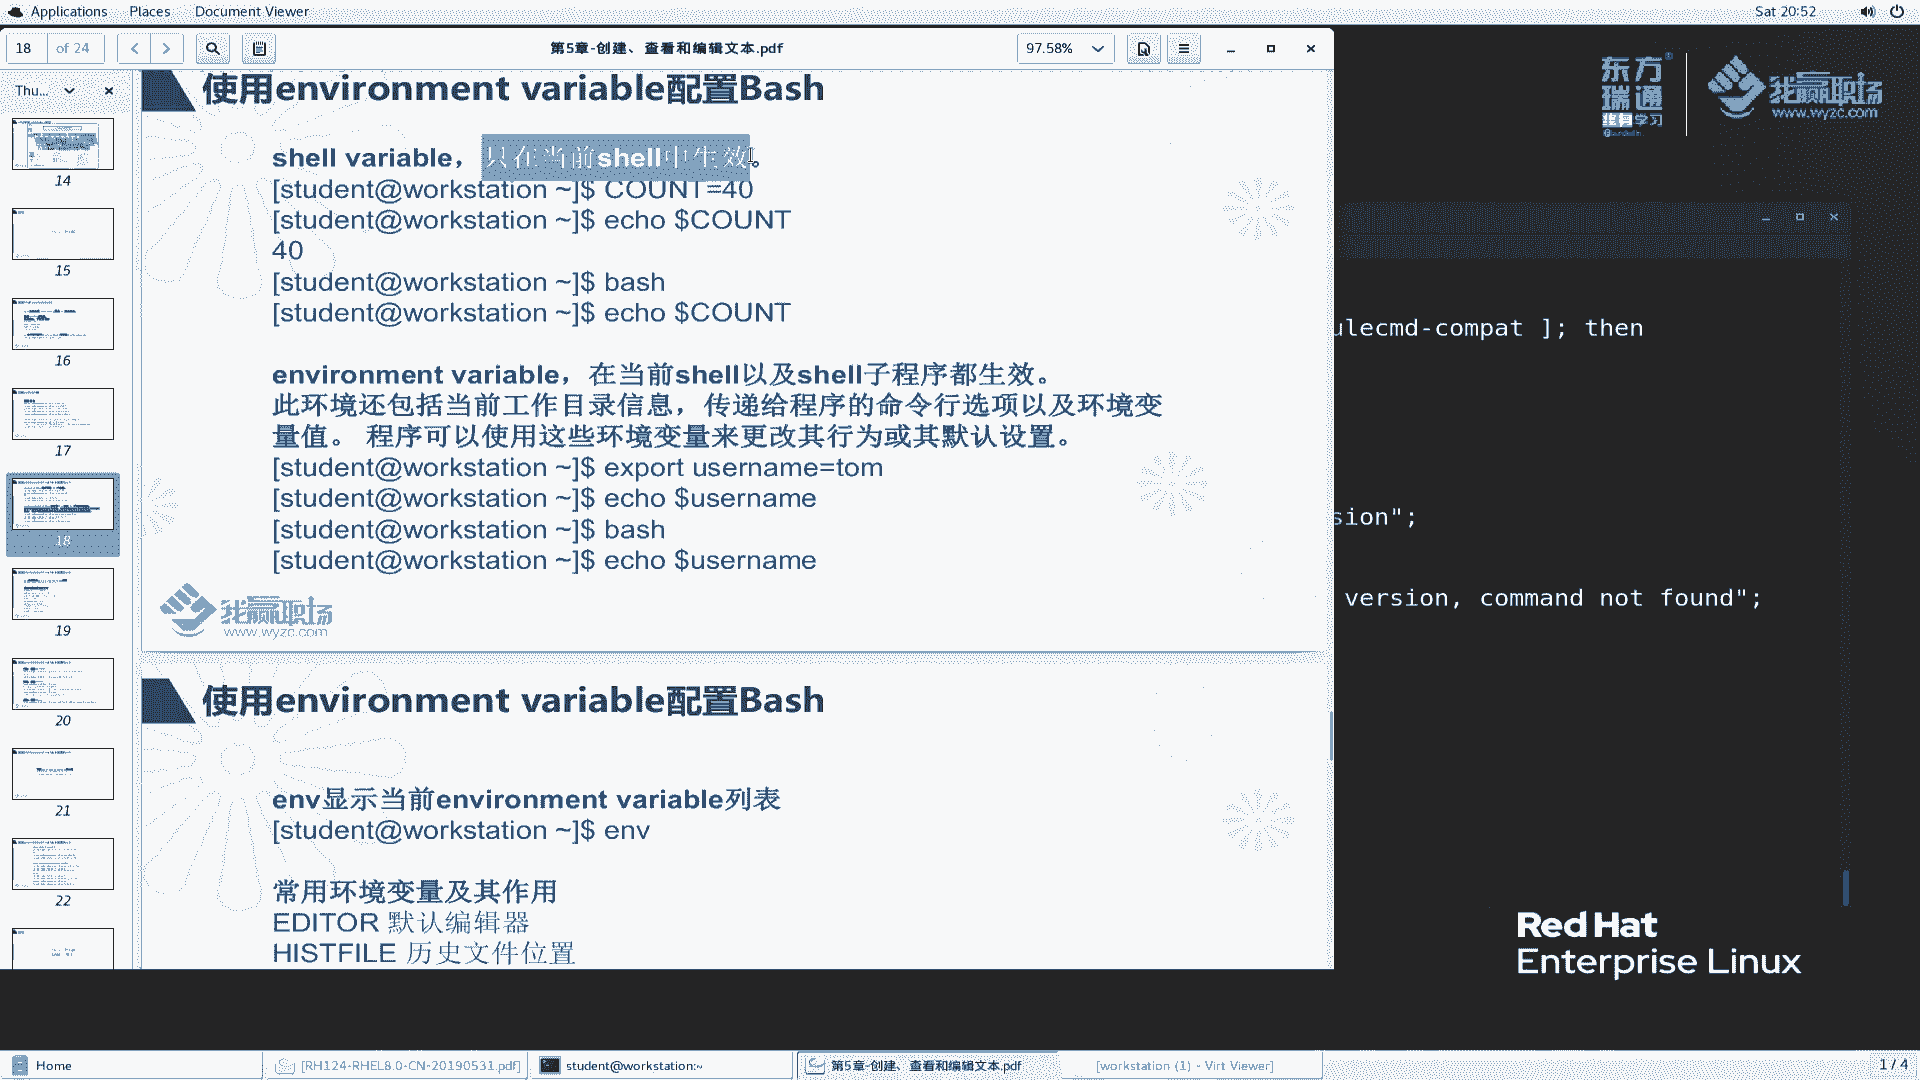 Applications Places Document Viewer Sat 20:52
18 of 24 第5章-创建、查看和编辑文本.pdf 97.58%
Thu...
14
15
16
17
18
19
20
21
22
使用environment variable配置Bash
shell variable，只在当前shell中生效。
[student@workstation ~]$ COUNT=40
[student@workstation ~]$ echo $COUNT
40
[student@workstation ~]$ bash
[student@workstation ~]$ echo $COUNT
environment variable，在当前shell以及shell子程序都生效。
此环境还包括当前工作目录信息，传递给程序的命令行选项以及环境变
量值。 程序可以使用这些环境变量来更改其行为或其默认设置。
[student@workstation ~]$ export username=tom
[student@workstation ~]$ echo $username
[student@workstation ~]$ bash
[student@workstation ~]$ echo $username
我赢职场
www.wyzc.com
使用environment variable配置Bash
env显示当前environment variable列表
[student@workstation ~]$ env
常用环境变量及其作用
EDITOR 默认编辑器
HISTFILE 历史文件位置
东方
瑞通
终身学习
我赢职场
www.wyzc.com
ulecmd-compat ]; then
sion";
version, command not found";
Red Hat
Enterprise Linux
Home [RH124-RHEL8.0-CN-20190531.pdf] student@workstation:~ 第5章-创建、查看和编辑文本.pdf [workstation (1) - Virt Viewer] 1 / 4